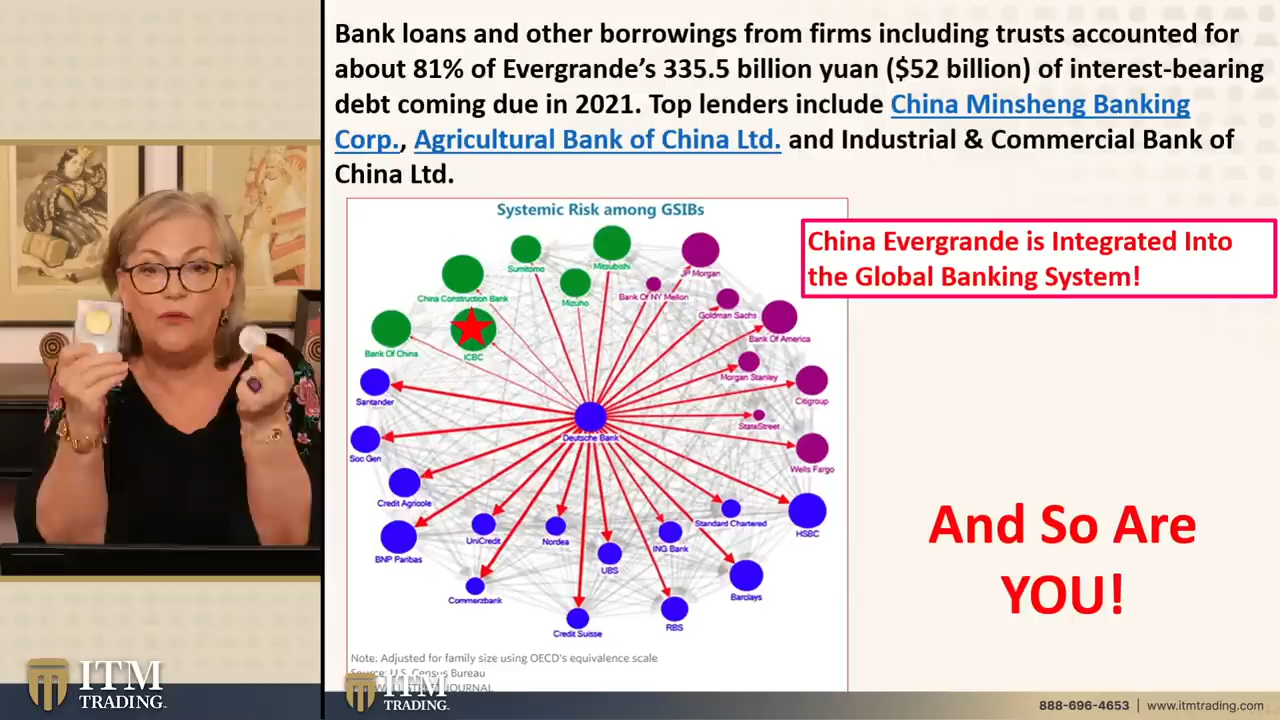 Bank loans and other borrowings from firms including trusts accounted for
about 81% of Evergrande’s 335.5 billion yuan ($52 billion) of interest-bearing
debt coming due in 2021. Top lenders include China Minsheng Banking
Corp., Agricultural Bank of China Ltd. and Industrial & Commercial Bank of
China Ltd.
Systemic Risk among GSIBs
China Evergrande is Integrated Into
the Global Banking System!
Sumitomo
Mitsubishi
JP Morgan
China Construction Bank
Mizuho
Bank Of NY Mellon
Goldman Sachs
Bank Of America
Bank Of China
ICBC
Morgan Stanley
Santander
Citigroup
StateStreet
Deutsche Bank
Soc Gen
Wells Fargo
Credit Agricole
Standard Chartered
HSBC
UniCredit
Nordea
ING Bank
BNP Paribas
UBS
Commerzbank
Barclays
Credit Suisse
RBS
And So Are
YOU!
Note: Adjusted for family size using OECD's equivalence scale
Source: U.S. Census Bureau
JOURNAL
ITM
TRADING
ITM
TRADING
888-696-4653 | www.itmtrading.com